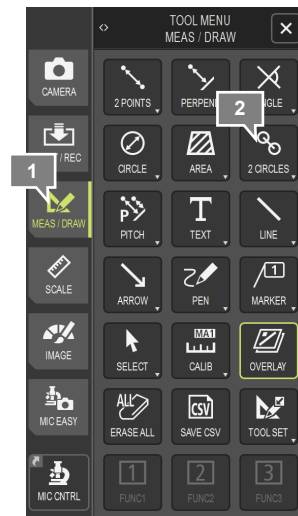 TOOL MENU
MEAS / DRAW
CAMERA
/ REC
MEAS / DRAW
SCALE
IMAGE
MIC EASY
MIC CNTRL
1
2
2 POINTS
CIRCLE
AREA
2 CIRCLES
P
PITCH
T
TEXT
LINE
ARROW
PEN
1
MARKER
SELECT
MA1
CALIB
OVERLAY
ALL
ERASE ALL
CSV
SAVE CSV
TOOL SET
1
FUNC1
2
FUNC2
3
FUNC3